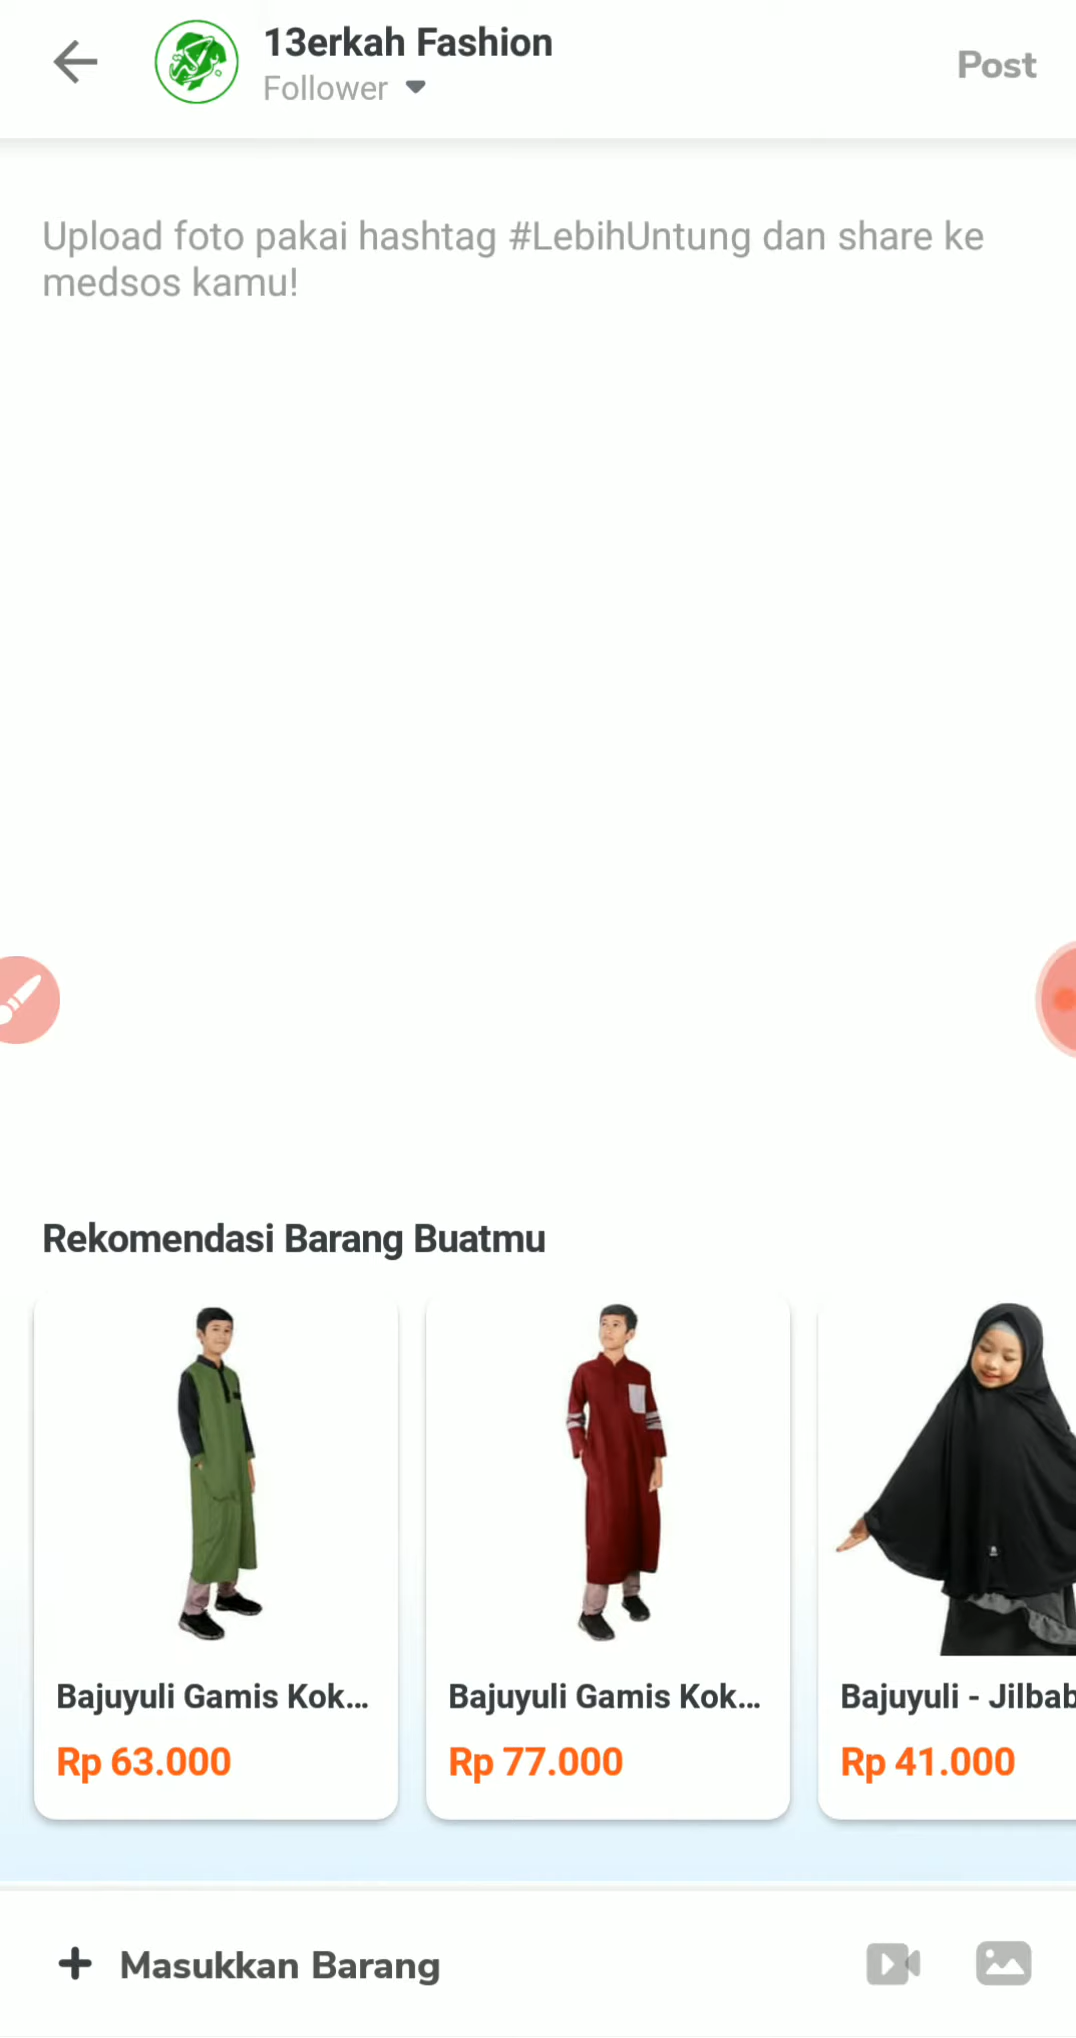 13erkah Fashion
Follower
Post
Upload foto pakai hashtag #LebihUntung dan share ke
medsos kamu!
Rekomendasi Barang Buatmu
Bajuyuli Gamis Kok...
Rp 63.000
Bajuyuli Gamis Kok...
Rp 77.000
Bajuyuli - Jilbab
Rp 41.000
Masukkan Barang